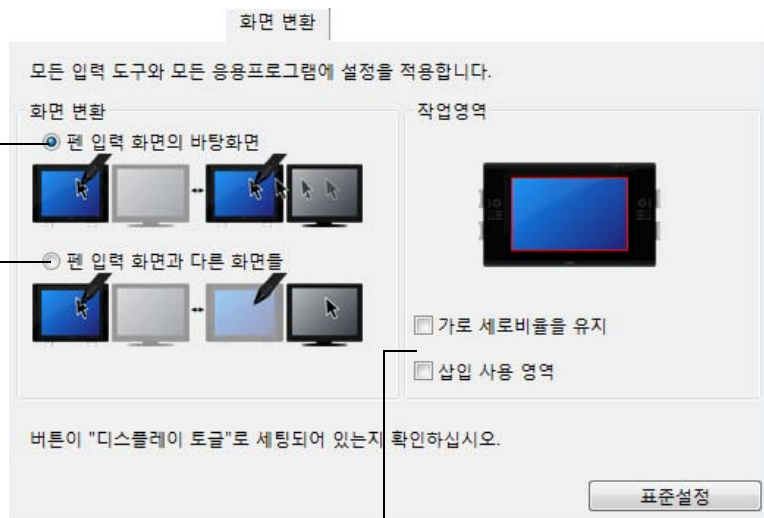 화면 변환
모든 입력 도구와 모든 응용프로그램에 설정을 적용합니다.
화면 변환
펜 입력 화면의 바탕화면
펜 입력 화면과 다른 화면들
작업영역
가로 세로비율을 유지
삽입 사용 영역
버튼이 "디스플레이 토글"로 세팅되어 있는지 확인하십시오.
표준설정